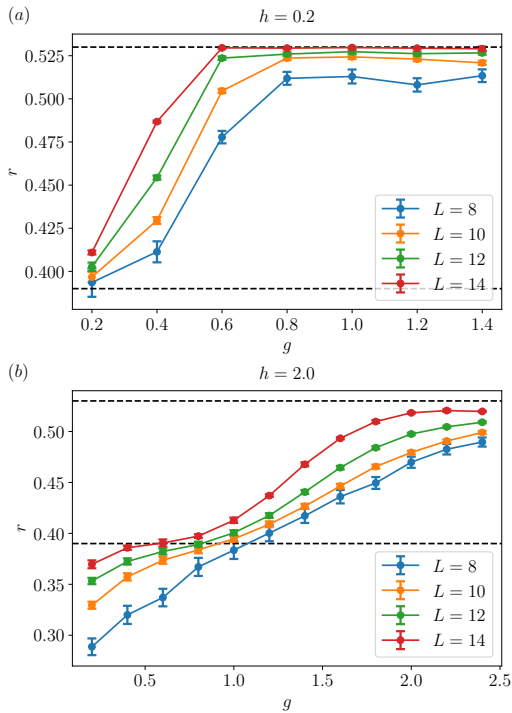 (a)
h = 0.2
0.525
0.500
0.475
0.450
0.425
0.400
r
L = 8
L = 10
L = 12
L = 14
0.2 0.4 0.6 0.8 1.0 1.2 1.4
g
(b)
h = 2.0
0.50
0.45
0.40
0.35
0.30
r
L = 8
L = 10
L = 12
L = 14
0.5 1.0 1.5 2.0 2.5
g